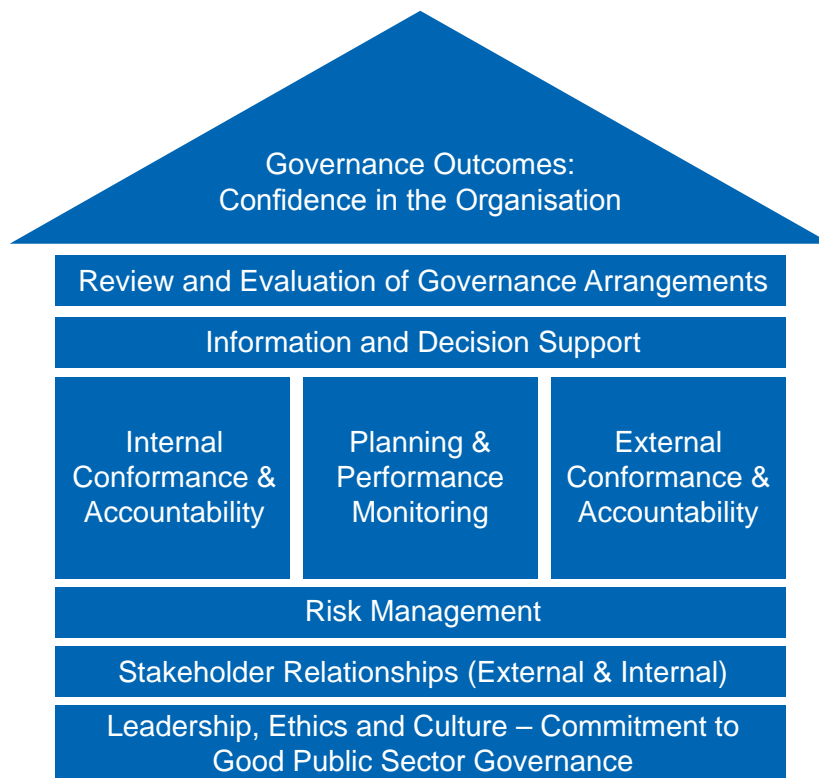 Governance Outcomes:
Confidence in the Organisation
Review and Evaluation of Governance Arrangements
Information and Decision Support
Internal
Conformance &
Accountability
Planning &
Performance
Monitoring
External
Conformance &
Accountability
Risk Management
Stakeholder Relationships (External & Internal)
Leadership, Ethics and Culture – Commitment to
Good Public Sector Governance